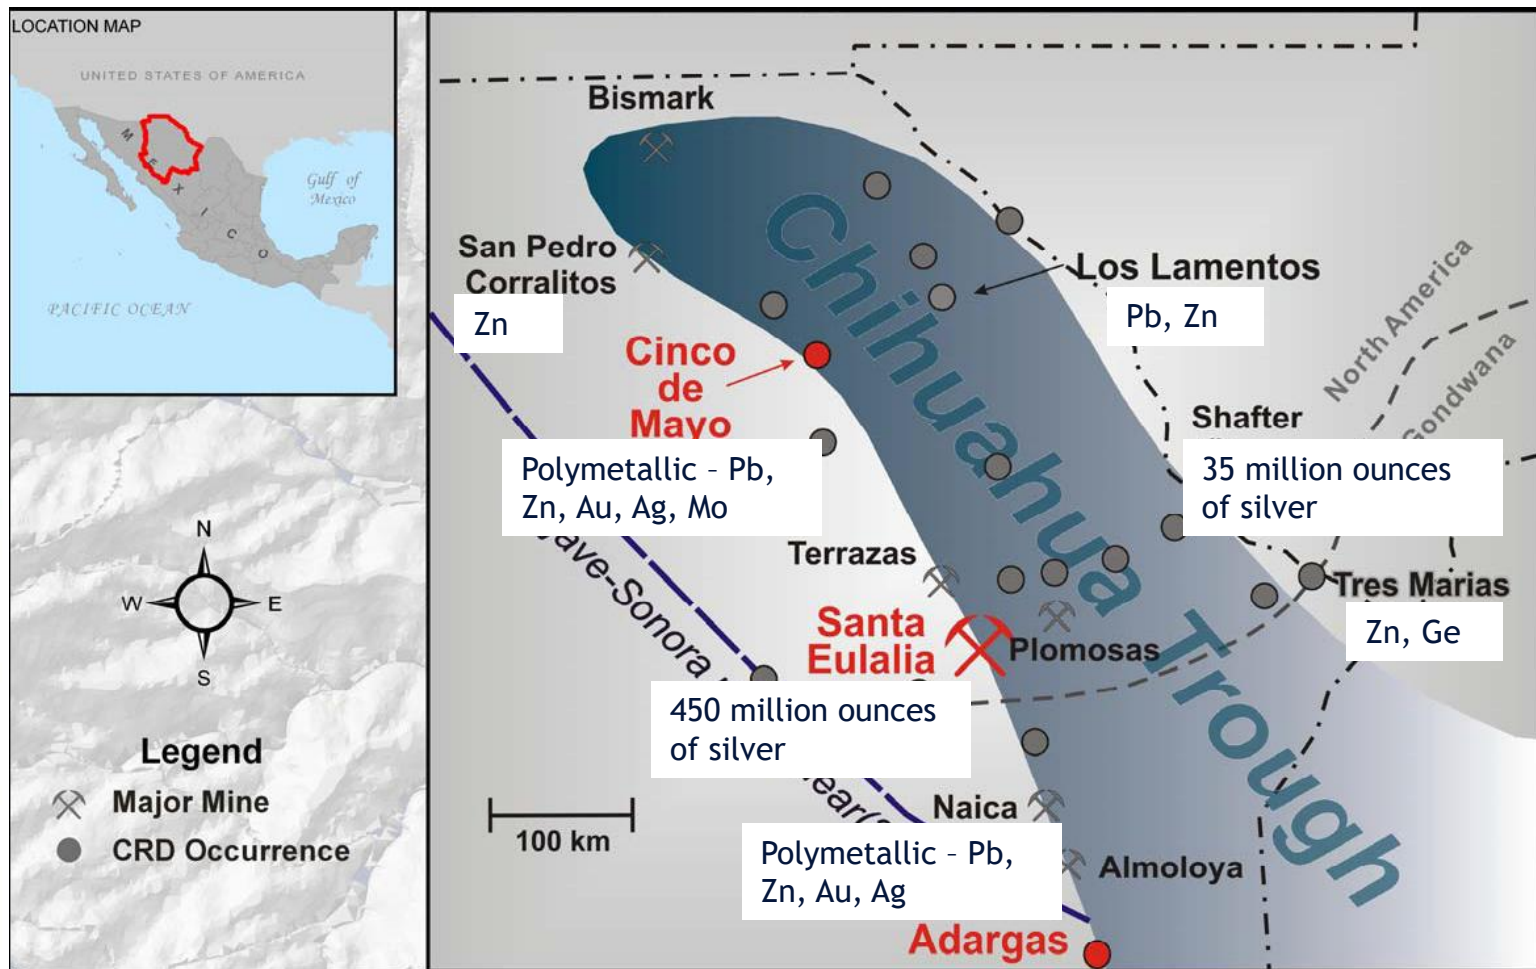 LOCATION MAP
UNITED STATES OF AMERICA
MEXICO
Gulf of
Mexico
PACIFIC OCEAN
N
W
E
S
Legend
Major Mine
CRD Occurrence
Bismark
San Pedro
Corralitos
Zn
Cinco
de
Mayo
Polymetallic – Pb,
Zn, Au, Ag, Mo
Los Lamentos
Pb, Zn
North America
Gondwana
Shafter
35 million ounces
of silver
Chihuahua Trough
Terrazas
Tres Marias
Zn, Ge
Santa
Eulalia
Plomosas
450 million ounces
of silver
Naica
100 km
Polymetallic – Pb,
Zn, Au, Ag
Almoloya
Adargas